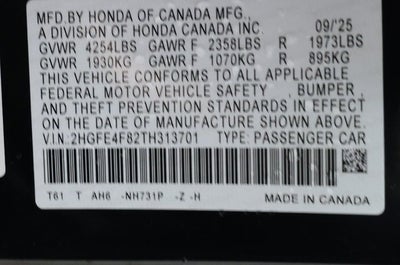 MFD.BY HONDA OF CANADA MFG.,
A DIVISION OF HONDA CANADA INC. 09/'25
GVWR 4254LBS GAWR F 2358LBS R 1973LBS
GVWR 1930KG GAWR F 1070KG R 895KG
THIS VEHICLE CONFORMS TO ALL APPLICABLE
FEDERAL MOTOR VEHICLE SAFETY , BUMPER ,
AND THEFT PREVENTION STANDARDS IN EFFECT
ON THE DATE OF MANUFACTURE SHOWN ABOVE.
V.I.N.:2HGFE4F82TH313701 TYPE: PASSENGER CAR
T61 T AH6 -NH731P -Z -H MADE IN CANADA